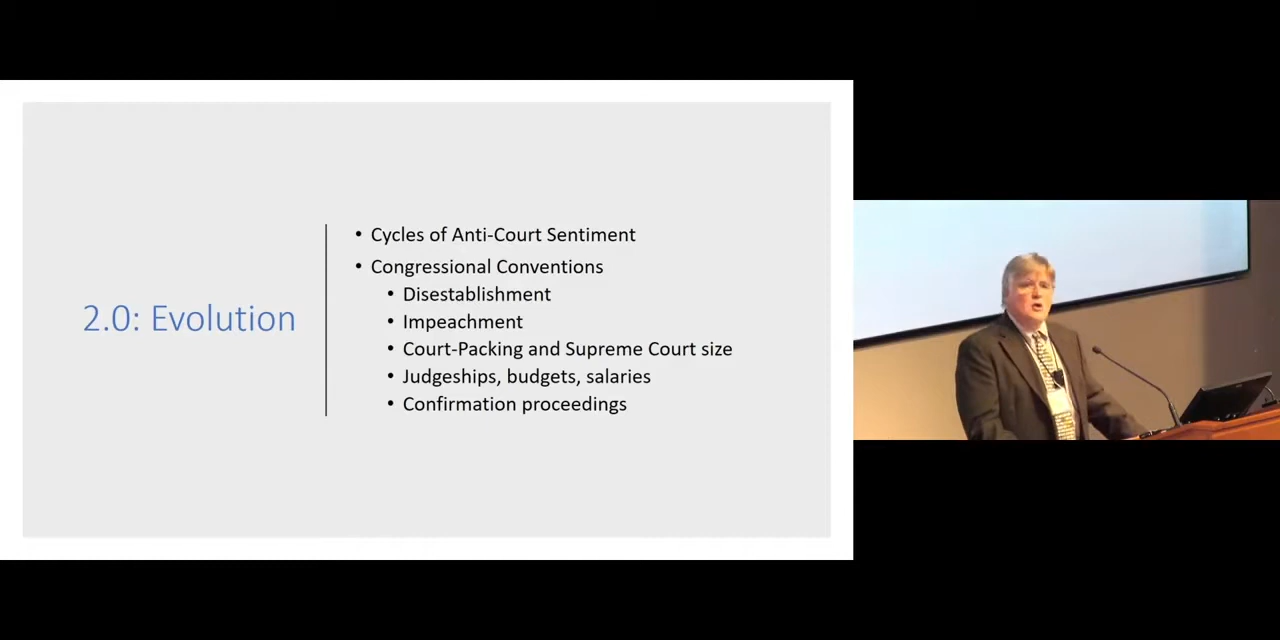 2.0: Evolution
• Cycles of Anti-Court Sentiment
• Congressional Conventions
• Disestablishment
• Impeachment
• Court-Packing and Supreme Court size
• Judgeships, budgets, salaries
• Confirmation proceedings